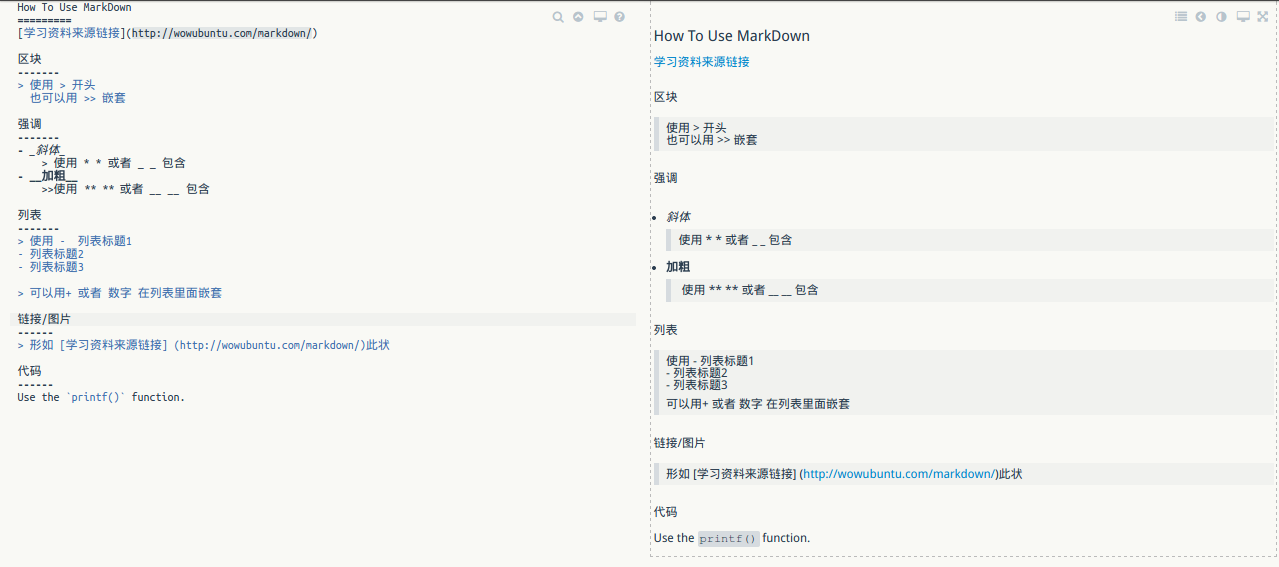 How To Use MarkDown
=========
[学习资料来源链接](http://wowubuntu.com/markdown/)
区块
-------
> 使用 > 开头
也可以用 >> 嵌套
强调
-------
- _斜体_
> 使用 * * 或者 _ _ 包含
- __加粗__
>>使用 ** ** 或者 __ __ 包含
列表
-------
> 使用 -  列表标题1
- 列表标题2
- 列表标题3
> 可以用+ 或者 数字 在列表里面嵌套
链接/图片
------
> 形如 [学习资料来源链接] (http://wowubuntu.com/markdown/)此状
代码
------
Use the `printf()` function.
How To Use MarkDown
学习资料来源链接
区块
使用 > 开头
也可以用 >> 嵌套
强调
• 斜体
使用 * * 或者 _ _ 包含
• 加粗
使用 ** ** 或者 __ __ 包含
列表
使用 - 列表标题1
- 列表标题2
- 列表标题3
可以用+ 或者 数字 在列表里面嵌套
链接/图片
形如 [学习资料来源链接] (http://wowubuntu.com/markdown/)此状
代码
Use the printf() function.